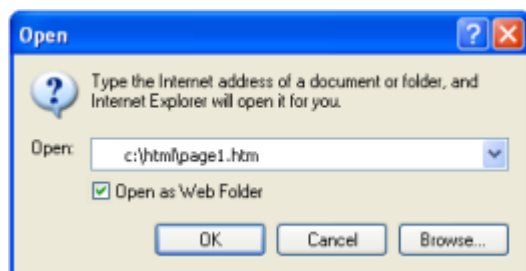 Open
Type the Internet address of a document or folder, and
Internet Explorer will open it for you.
Open: c:\html\page1.htm
Open as Web Folder
OK Cancel Browse...